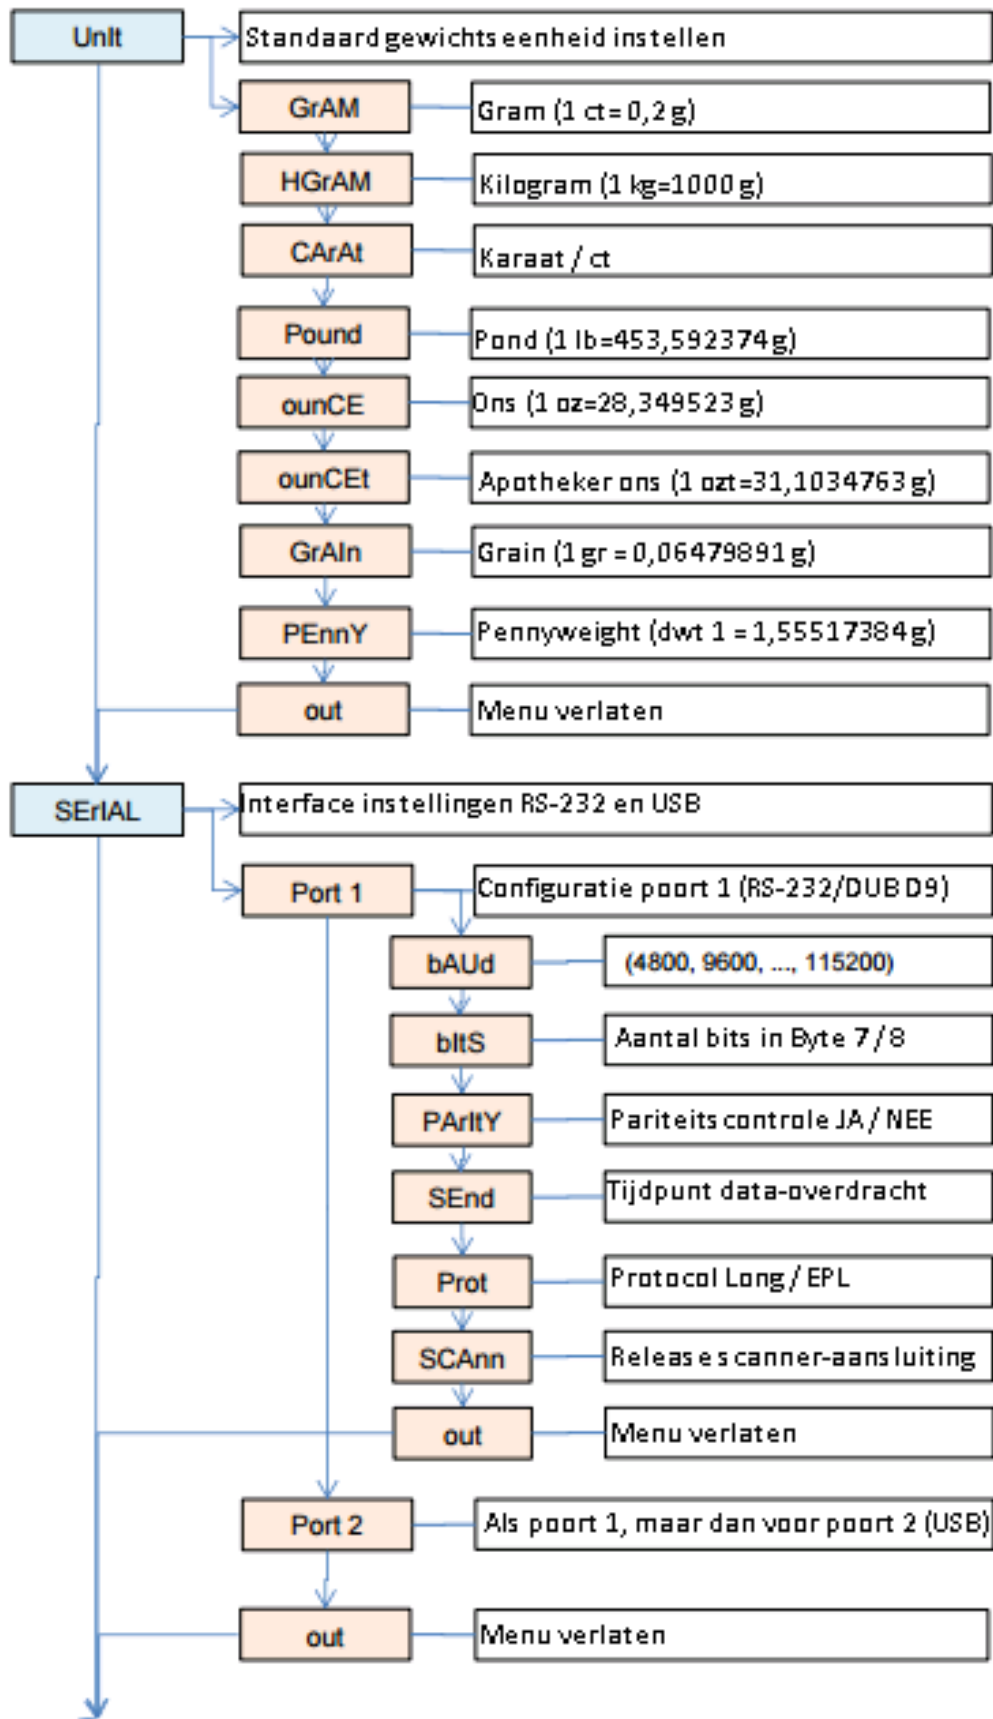 UnIt
Standaard gewichtseenheid instellen
GrAM
Gram (1 ct= 0,2 g)
HGrAM
Kilogram (1 kg=1000 g)
CArAt
Karaat / ct
Pound
Pond (1 lb=453,592374 g)
ounCE
Ons (1 oz=28,349523 g)
ounCEt
Apotheker ons (1 ozt=31,1034763 g)
GrAIn
Grain (1 gr = 0,06479891 g)
PEnnY
Pennyweight (dwt 1 = 1,55517384 g)
out
Menu verlaten
SErIAL
Interface instellingen RS-232 en USB
Port 1
Configuratie poort 1 (RS-232/DUB D9)
bAUd
(4800, 9600, ..., 115200)
bItS
Aantal bits in Byte 7 / 8
PArItY
Pariteits controle JA / NEE
SEnd
Tijdpunt data-overdracht
Prot
Protocol Long / EPL
SCAnn
Release scanner-aansluiting
out
Menu verlaten
Port 2
Als poort 1, maar dan voor poort 2 (USB)
out
Menu verlaten